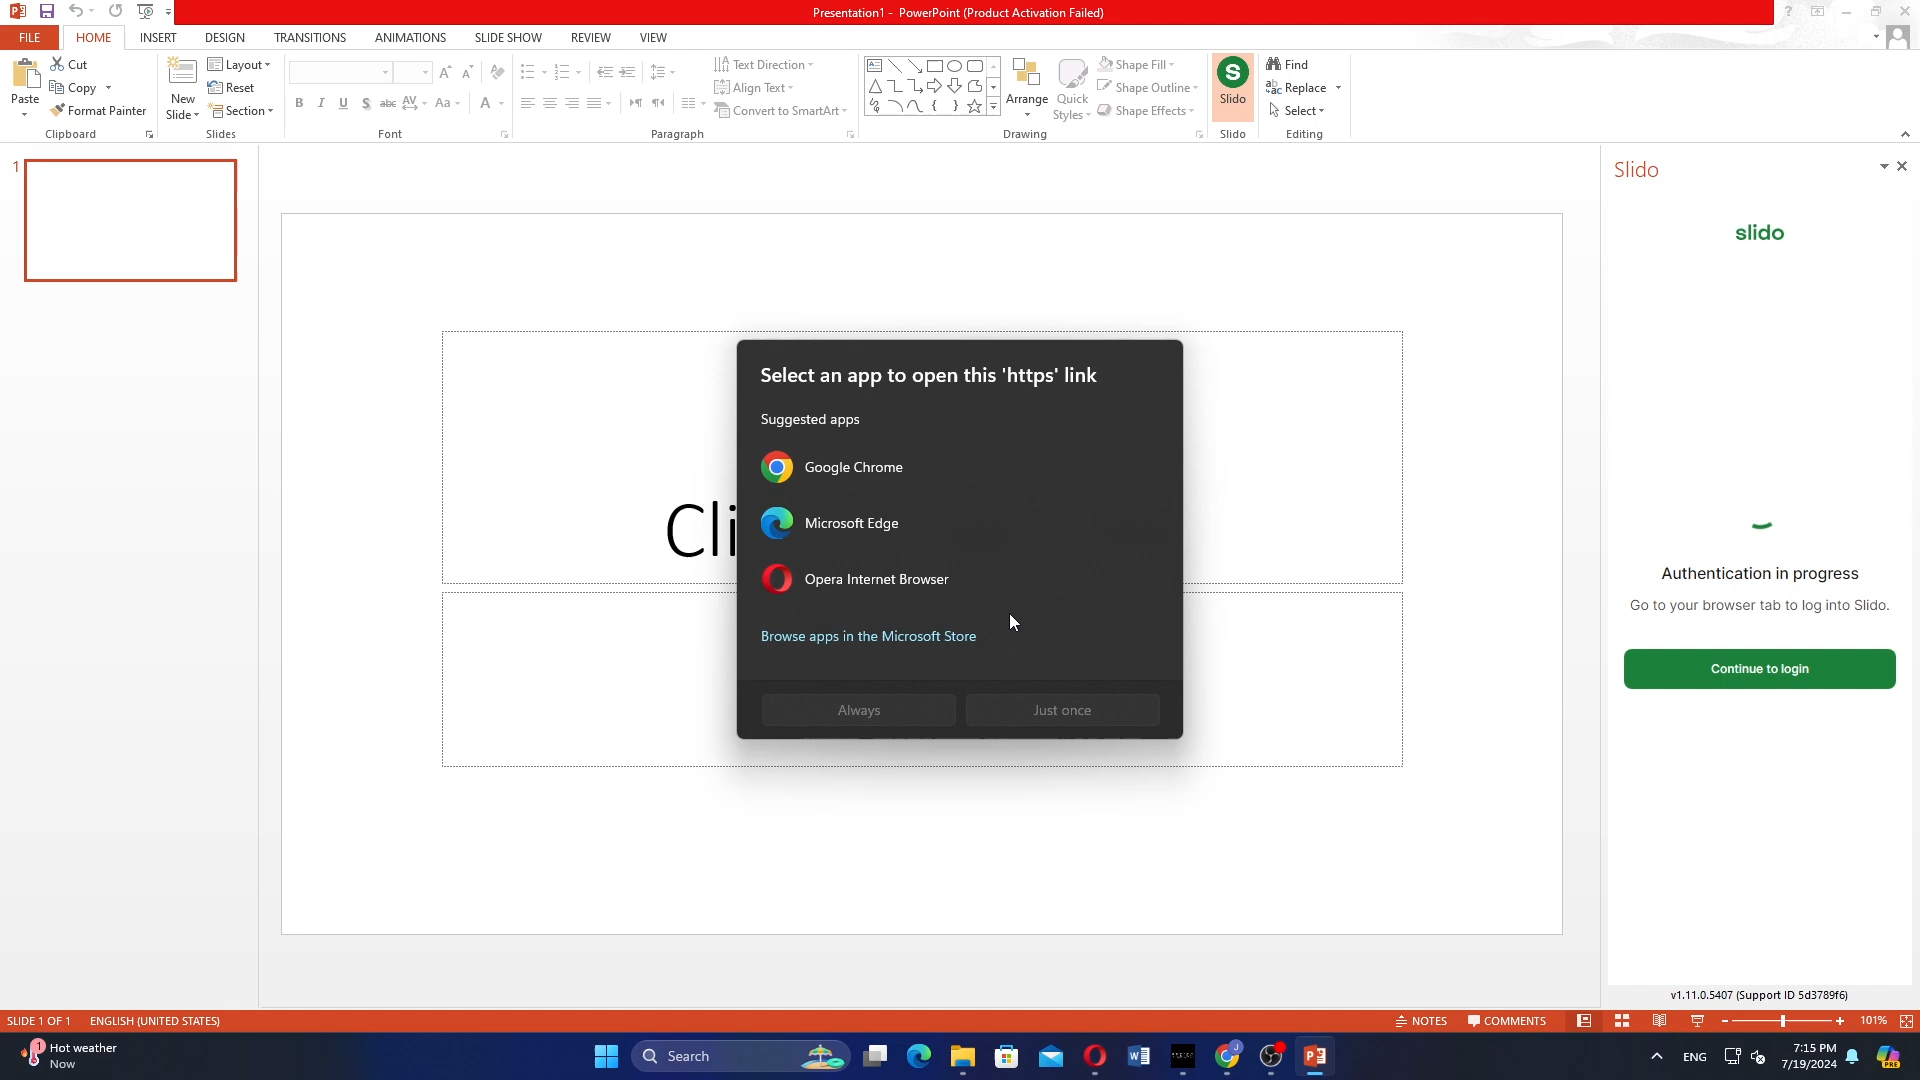 Presentation1 - PowerPoint (Product Activation Failed)
FILE
HOME
INSERT
DESIGN
TRANSITIONS
ANIMATIONS
SLIDE SHOW
REVIEW
VIEW
Paste
Cut
Copy
Format Painter
Clipboard
New
Slide
Layout
Reset
Section
Slides
Font
Text Direction
Align Text
Convert to SmartArt
Paragraph
Arrange
Quick
Styles
Shape Fill
Shape Outline
Shape Effects
Drawing
S
Slido
Slido
Find
Replace
Select
Editing
1
Cli
Select an app to open this 'https' link
Suggested apps
Google Chrome
Microsoft Edge
Opera Internet Browser
Browse apps in the Microsoft Store
Always
Just once
Slido
slido
Authentication in progress
Go to your browser tab to log into Slido.
Continue to login
v1.11.0.5407 (Support ID 5d3789f6)
SLIDE 1 OF 1
ENGLISH (UNITED STATES)
NOTES
COMMENTS
101%
1
Hot weather
Now
Search
J
ENG
7:15 PM
7/19/2024
PRE